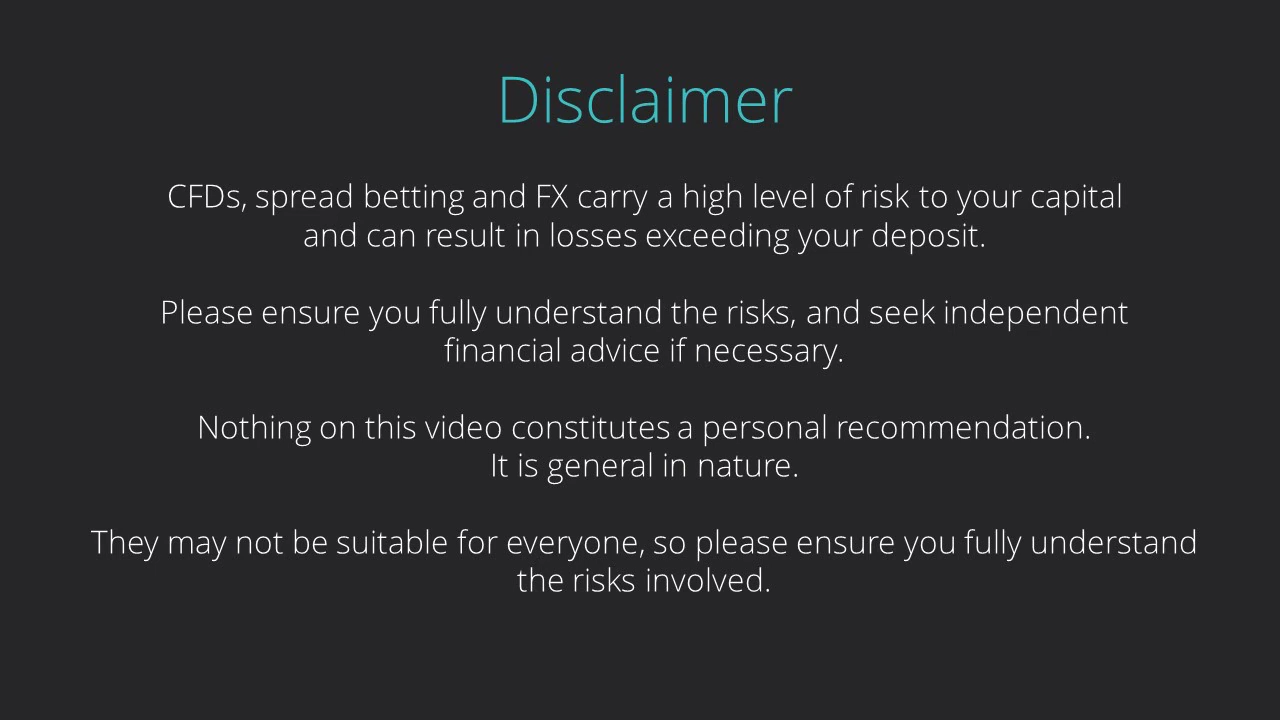 Disclaimer
CFDs, spread betting and FX carry a high level of risk to your capital
and can result in losses exceeding your deposit.
Please ensure you fully understand the risks, and seek independent
financial advice if necessary.
Nothing on this video constitutes a personal recommendation.
It is general in nature.
They may not be suitable for everyone, so please ensure you fully understand
the risks involved.